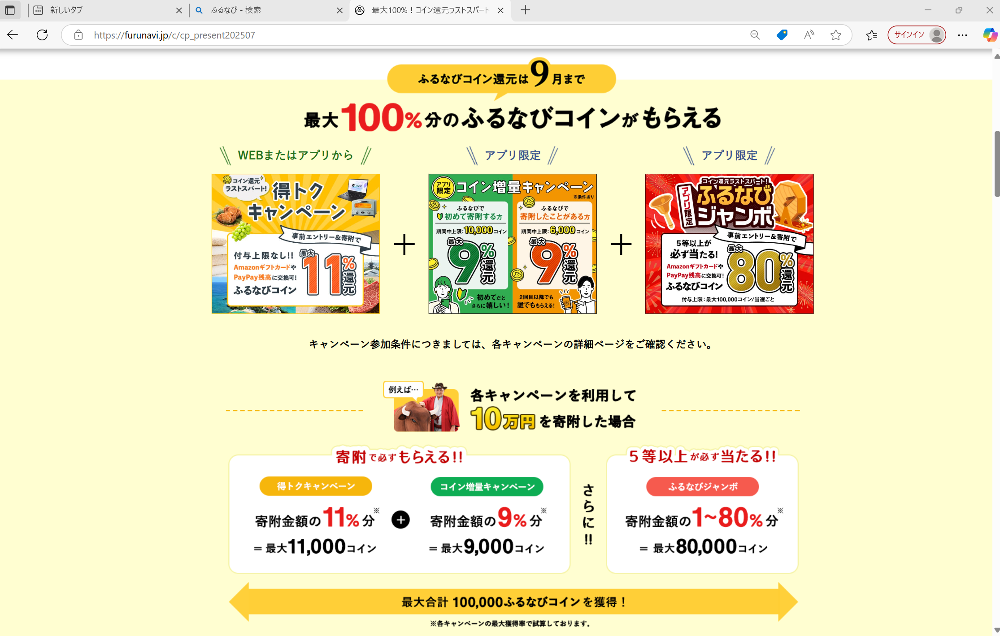 新しいタブ
ふるなび - 検索
最大100%！コイン還元ラストスパート
https://furunavi.jp/c/cp_present202507
サインイン
ふるなびコイン還元は9月まで
最大100%分のふるなびコインがもらえる
WEBまたはアプリから
アプリ限定
アプリ限定
コイン還元
ラストスパート!
得トク
キャンペーン
事前エントリー&寄附で
付与上限なし!!
Amazonギフトカードや
PayPay残高に交換可!
ふるなびコイン
最大11%還元
+
アプリ限定
コイン増量キャンペーン
※条件あり
ふるなびで
初めて寄附する方
期間中上限:10,000コイン
最大9%還元
初めてだと
さらに嬉しい!
ふるなびで
寄附したことがある方
期間中上限:6,000コイン
最大9%還元
2回目以降でも
誰でももらえる!
+
コイン還元ラストスパート!
アプリ限定
ふるなび
ジャンボ
事前エントリー&寄附で
5等以上が
必ず当たる!
Amazonギフトカードや
PayPay残高に交換可!
ふるなびコイン
最大80%還元
付与上限:最大100,000コイン/当選ごと
キャンペーン参加条件につきましては、各キャンペーンの詳細ページをご確認ください。
例えば…
各キャンペーンを利用して
10万円を寄附した場合
寄附で必ずもらえる!!
得トクキャンペーン
寄附金額の11%分※
= 最大11,000コイン
+
コイン増量キャンペーン
寄附金額の9%分※
= 最大9,000コイン
さらに!!
5等以上が必ず当たる!!
ふるなびジャンボ
寄附金額の1~80%分※
= 最大80,000コイン
最大合計 100,000ふるなびコインを獲得！
※各キャンペーンの最大獲得率で試算しております。